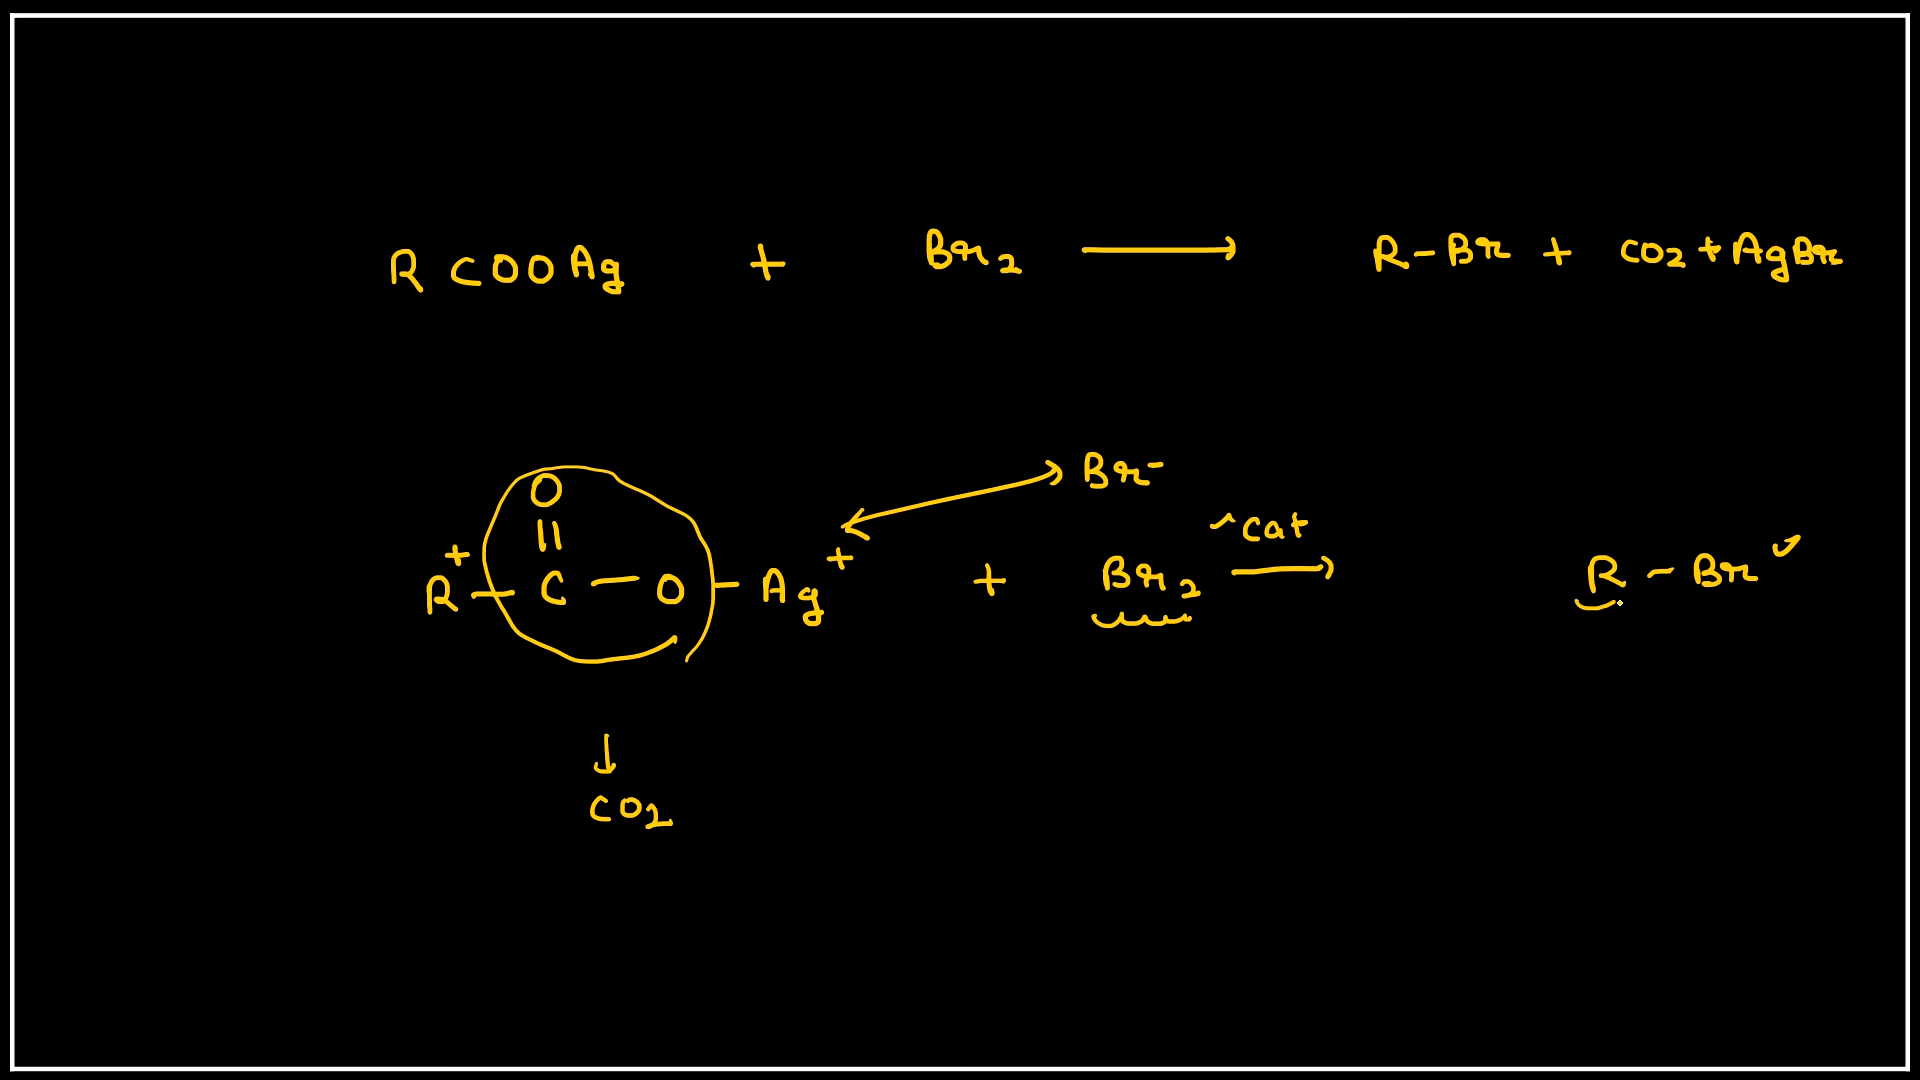 R COOAg + Br2 → R-Br + CO2 + AgBr
Br-
O
+ + cat
R-C-O-Ag + Br2 → R-Br ✓
↓
CO2